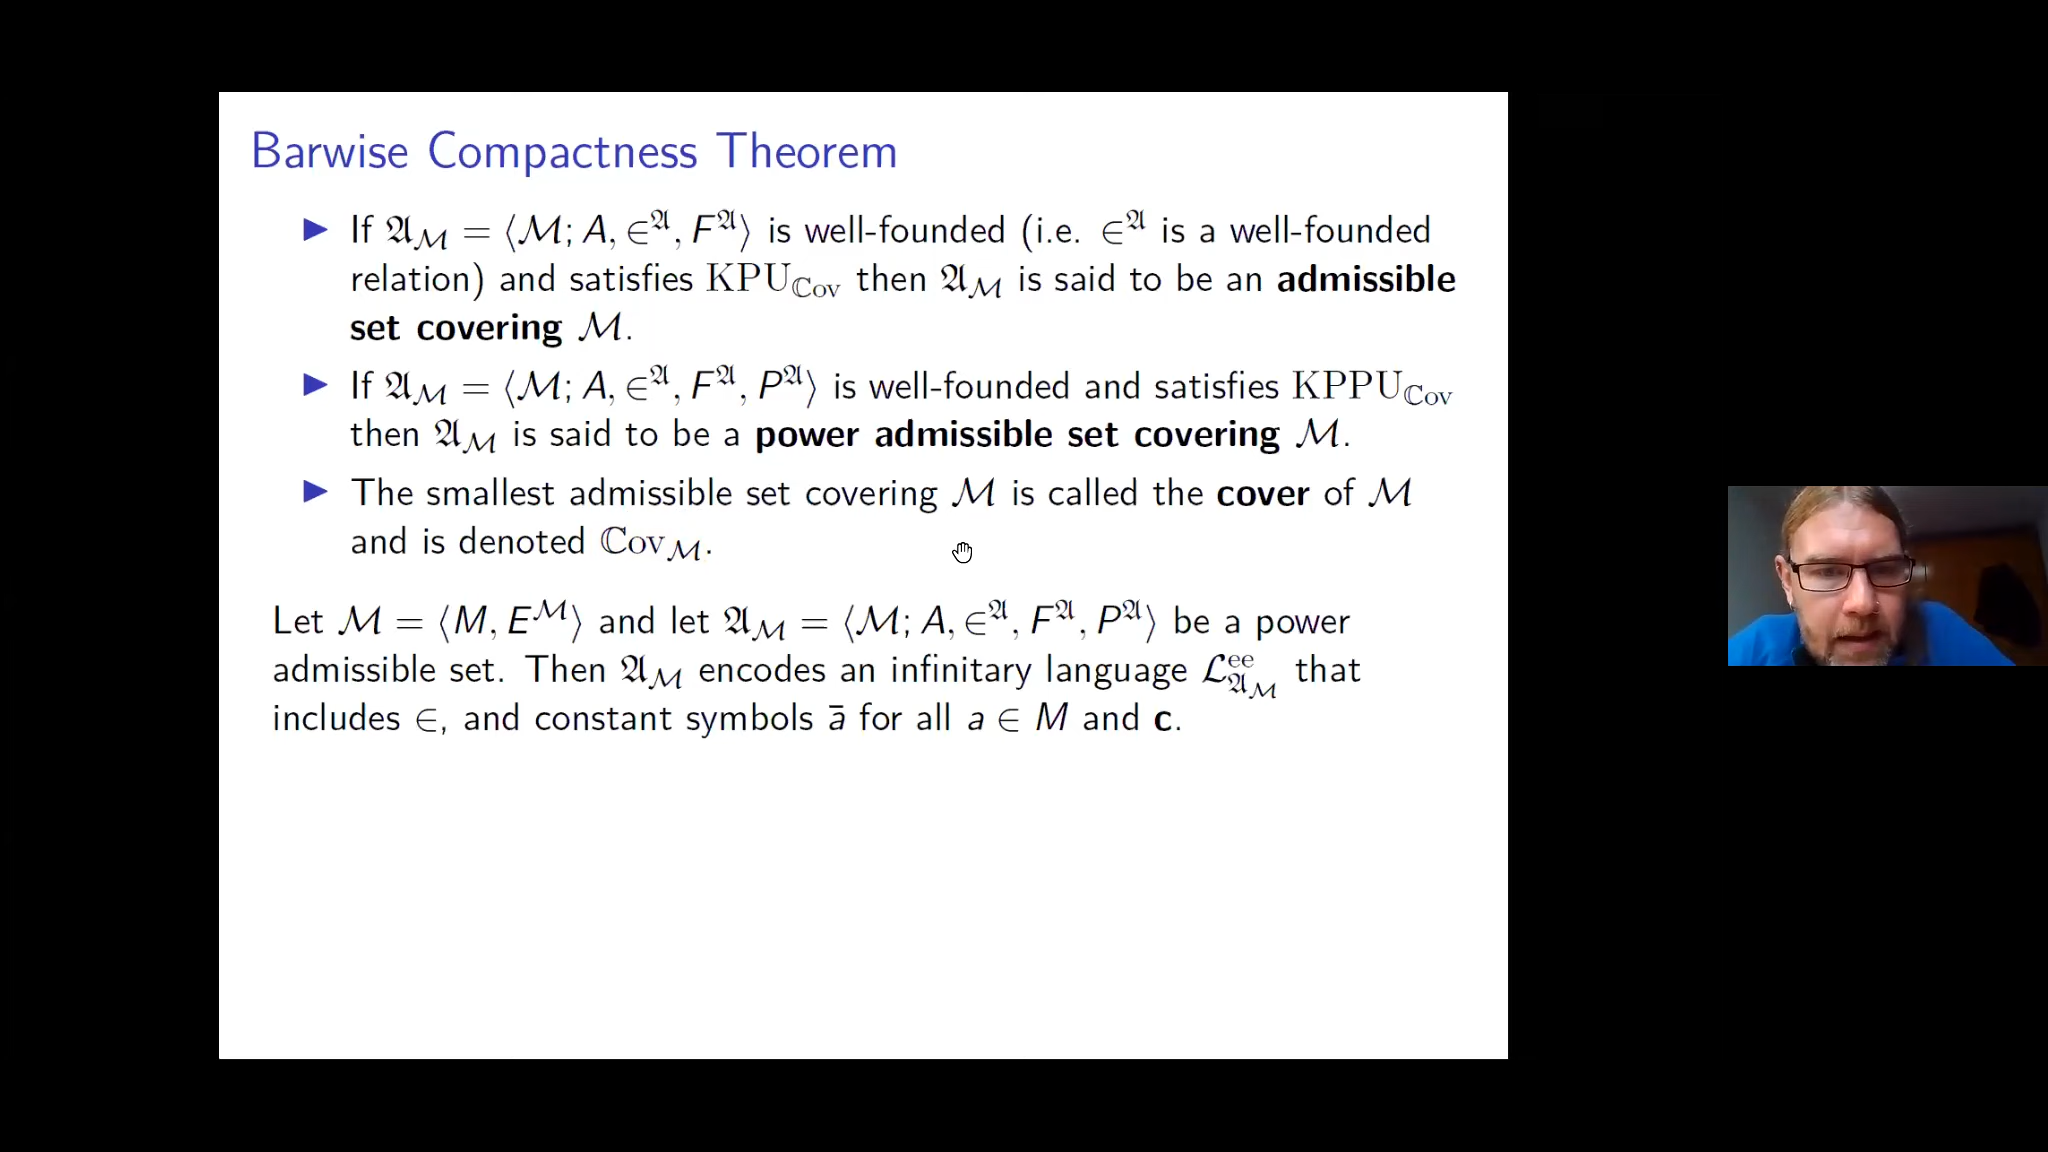 Barwise Compactness Theorem
▶ If 𝔄_ℳ = ⟨ℳ; A, ∈^𝔄, F^𝔄⟩ is well-founded (i.e. ∈^𝔄 is a well-founded
relation) and satisfies KPU_ℂov then 𝔄_ℳ is said to be an admissible
set covering ℳ.
▶ If 𝔄_ℳ = ⟨ℳ; A, ∈^𝔄, F^𝔄, P^𝔄⟩ is well-founded and satisfies KPPU_ℂov
then 𝔄_ℳ is said to be a power admissible set covering ℳ.
▶ The smallest admissible set covering ℳ is called the cover of ℳ
and is denoted ℂov_ℳ.
Let ℳ = ⟨M, E^ℳ⟩ and let 𝔄_ℳ = ⟨ℳ; A, ∈^𝔄, F^𝔄, P^𝔄⟩ be a power
admissible set. Then 𝔄_ℳ encodes an infinitary language ℒ^ee_𝔄_ℳ that
includes ∈, and constant symbols ā for all a ∈ M and c.